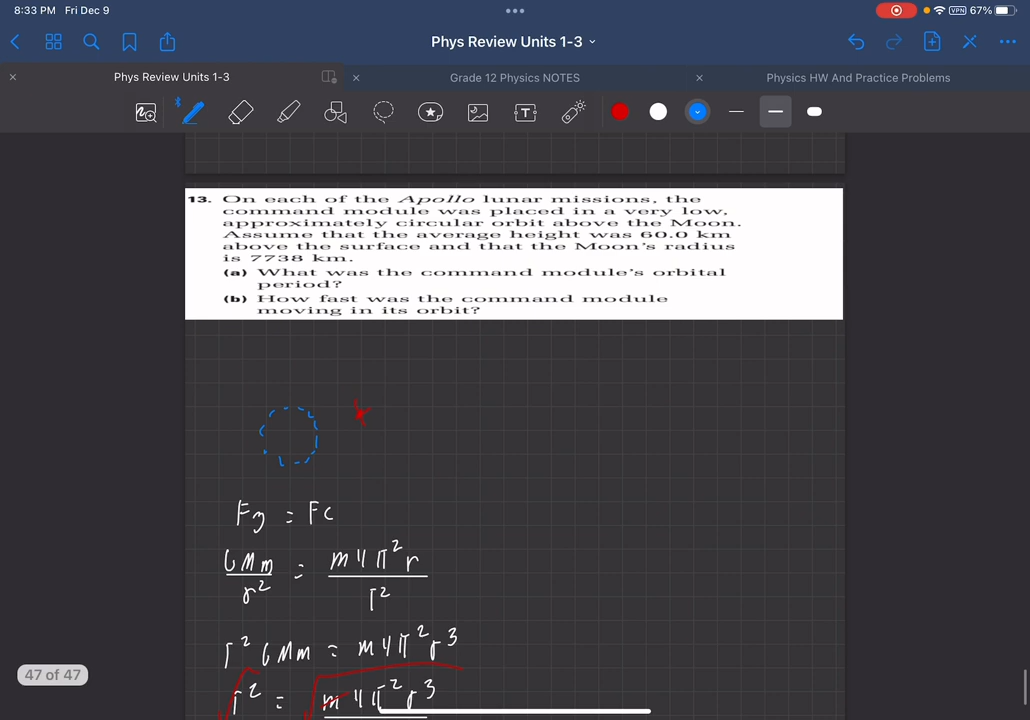 8:33 PM Fri Dec 9
VPN 67%
Phys Review Units 1-3
Phys Review Units 1-3
Grade 12 Physics NOTES
Physics HW And Practice Problems
13. On each of the Apollo lunar missions, the
command module was placed in a very low,
approximately circular orbit above the Moon.
Assume that the average height was 60.0 km
above the surface and that the Moon's radius
is 7738 km.
(a) What was the command module's orbital
period?
(b) How fast was the command module
moving in its orbit?
Fg = Fc
GMm/r² = m4π²r/T²
T²GMm = m4π²r³
T² = m4π²r³
47 of 47